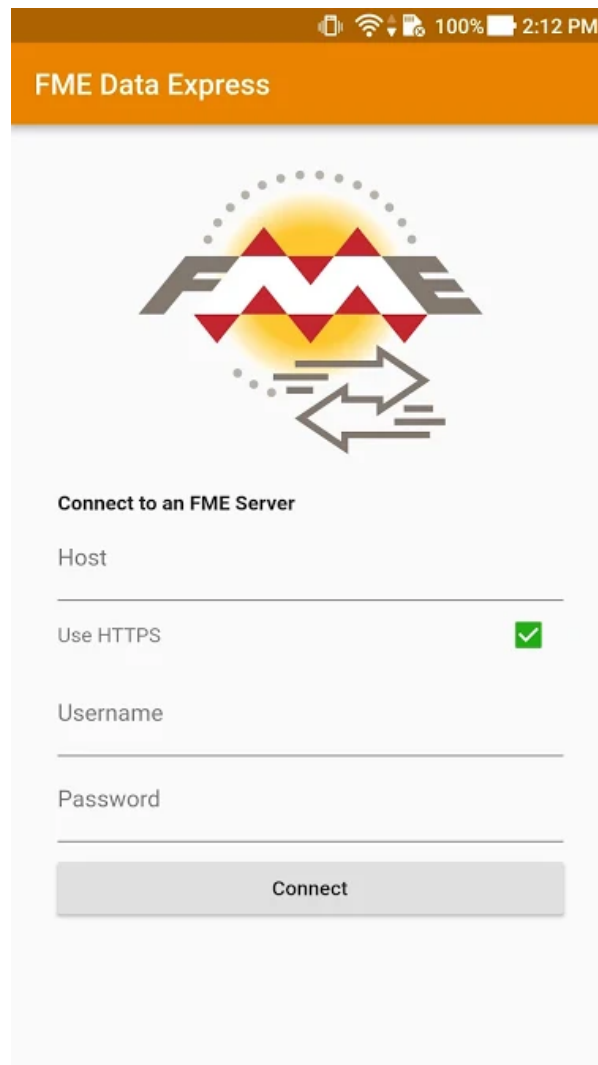 100% 2:12 PM
FME Data Express
FME
Connect to an FME Server
Host
Use HTTPS
Username
Password
Connect